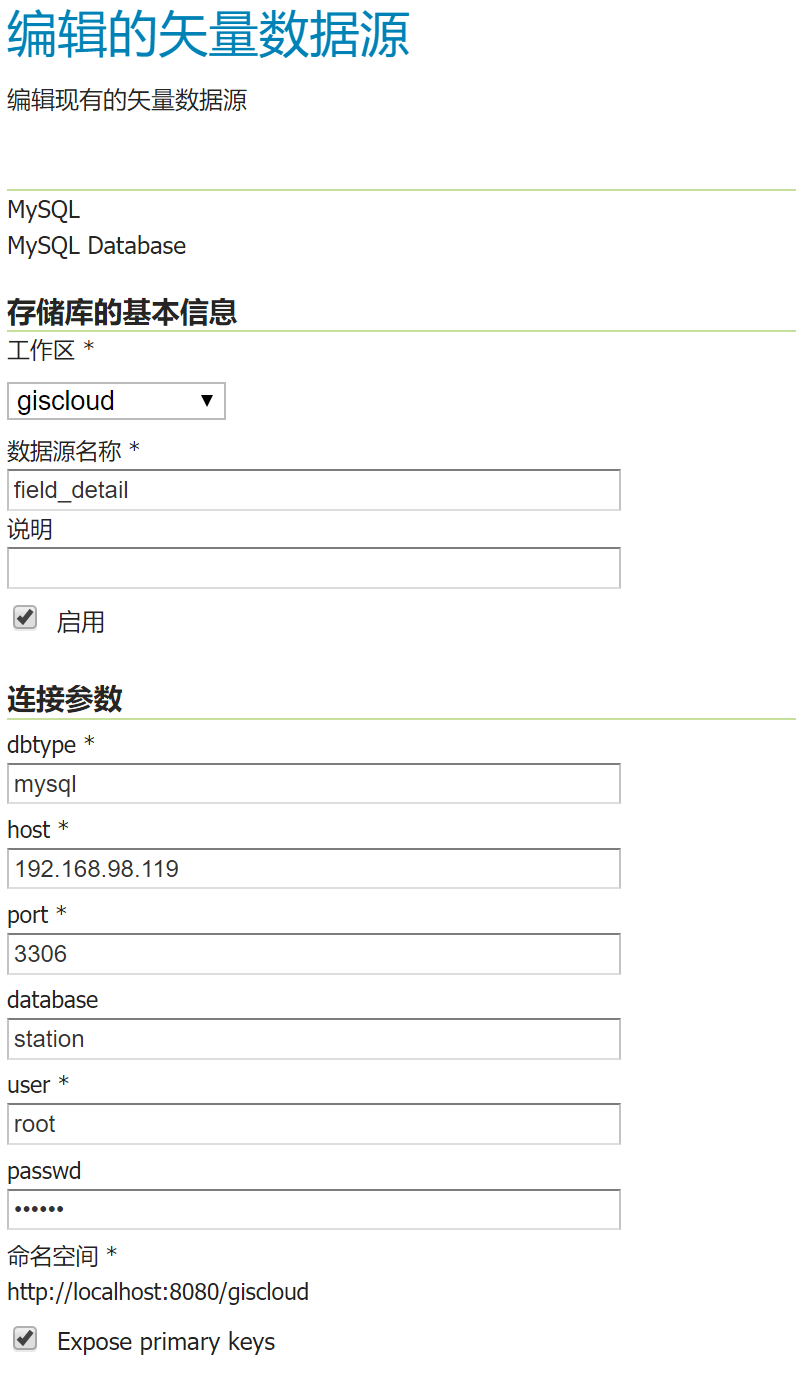 编辑的矢量数据源
编辑现有的矢量数据源
MySQL
MySQL Database
存储库的基本信息
工作区 *
giscloud
数据源名称 *
field_detail
说明
启用
连接参数
dbtype *
mysql
host *
192.168.98.119
port *
3306
database
station
user *
root
passwd
••••••
命名空间 *
http://localhost:8080/giscloud
Expose primary keys